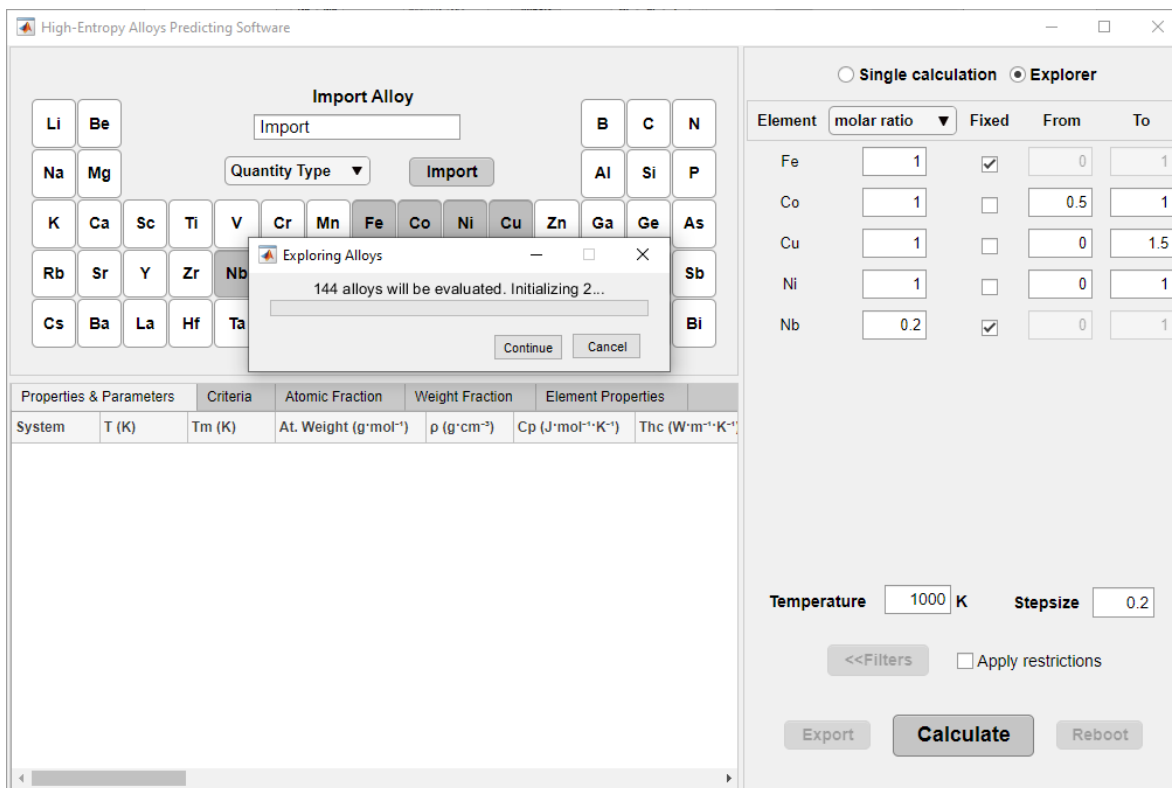 High-Entropy Alloys Predicting Software
Import Alloy
Import
Quantity Type ▼ Import
Li Be B C N
Na Mg Al Si P
K Ca Sc Ti V Cr Mn Fe Co Ni Cu Zn Ga Ge As
Rb Sr Y Zr Nb Sb
Cs Ba La Hf Ta Bi
Exploring Alloys
144 alloys will be evaluated. Initializing 2...
Continue Cancel
Properties & Parameters Criteria Atomic Fraction Weight Fraction Element Properties
System T (K) Tm (K) At. Weight (g·mol⁻¹) ρ (g·cm⁻³) Cp (J·mol⁻¹·K⁻¹) Thc (W·m⁻¹·K⁻¹)
Single calculation Explorer
Element molar ratio ▼ Fixed From To
Fe 1 0 1
Co 1 0.5 1
Cu 1 0 1.5
Ni 1 0 1
Nb 0.2 0 1
Temperature 1000 K Stepsize 0.2
<<Filters Apply restrictions
Export Calculate Reboot